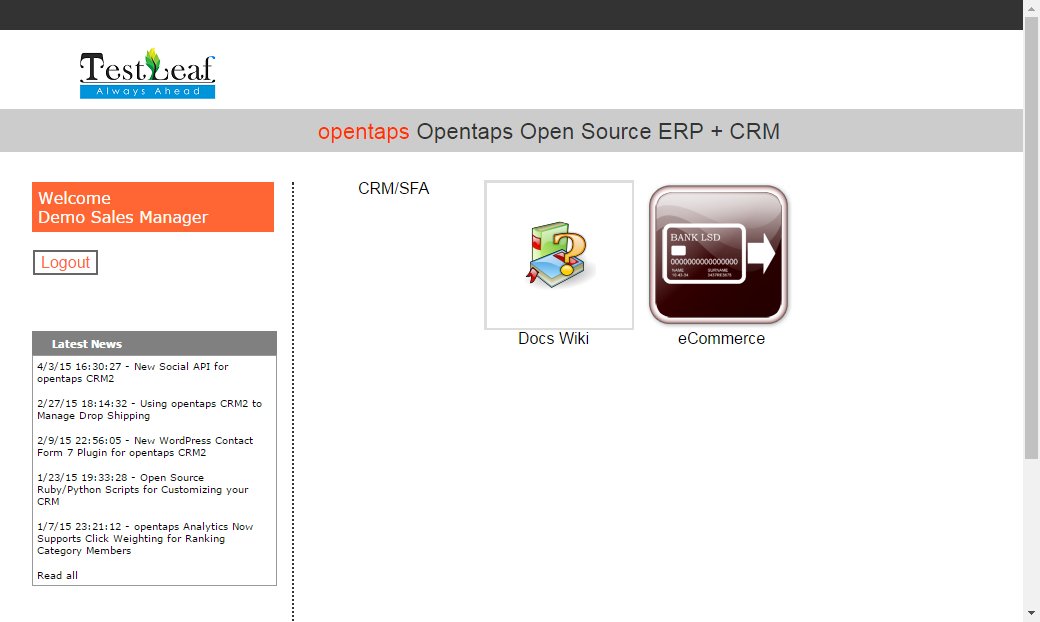 TestLeaf
Always Ahead
opentaps Opentaps Open Source ERP + CRM
Welcome
Demo Sales Manager
Logout
Latest News
4/3/15 16:30:27 - New Social API for
opentaps CRM2
2/27/15 18:14:32 - Using opentaps CRM2 to
Manage Drop Shipping
2/9/15 22:56:05 - New WordPress Contact
Form 7 Plugin for opentaps CRM2
1/23/15 19:33:28 - Open Source
Ruby/Python Scripts for Customizing your
CRM
1/7/15 23:21:12 - opentaps Analytics Now
Supports Click Weighting for Ranking
Category Members
Read all
CRM/SFA
Docs Wiki
BANK LSD
NAME SURNAME
eCommerce